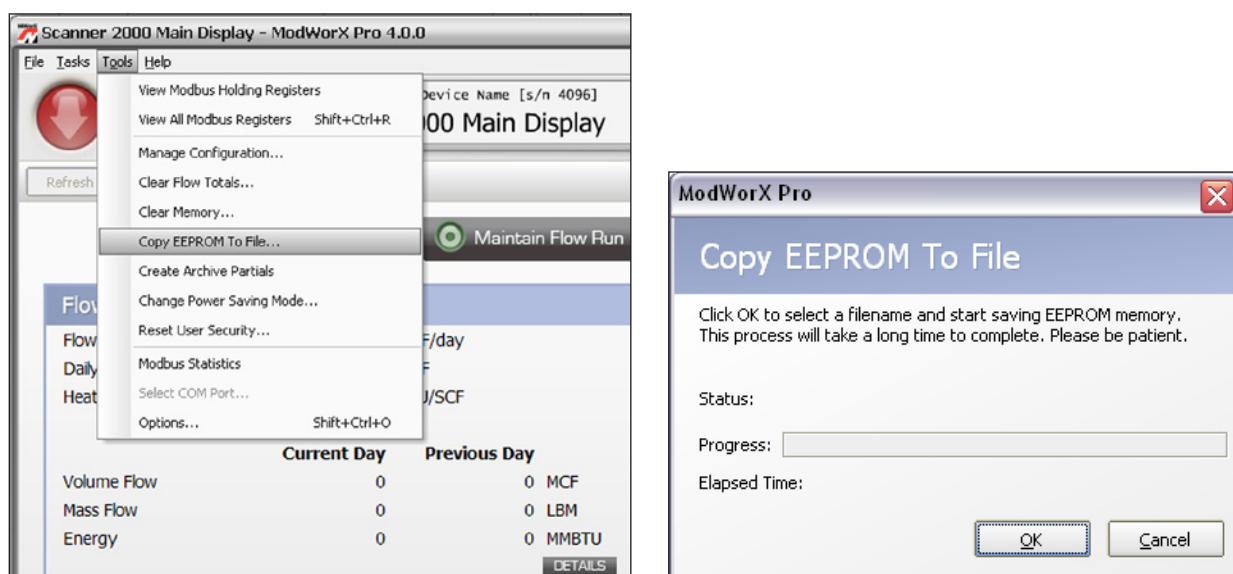 Scanner 2000 Main Display - ModWorX Pro 4.0.0
File Tasks Tools Help
View Modbus Holding Registers
View All Modbus Registers Shift+Ctrl+R
Manage Configuration...
Clear Flow Totals...
Clear Memory...
Copy EEPROM To File...
Create Archive Partials
Change Power Saving Mode...
Reset User Security...
Modbus Statistics
Select COM Port...
Options... Shift+Ctrl+O
Device Name [s/n 4096]
000 Main Display
Refresh
Maintain Flow Run
Flow
Flow F/day
Daily F
Heat U/SCF
Current Day Previous Day
Volume Flow 0 0 MCF
Mass Flow 0 0 LBM
Energy 0 0 MMBTU
DETAILS
ModWorX Pro
Copy EEPROM To File
Click OK to select a filename and start saving EEPROM memory.
This process will take a long time to complete. Please be patient.
Status:
Progress:
Elapsed Time:
OK Cancel